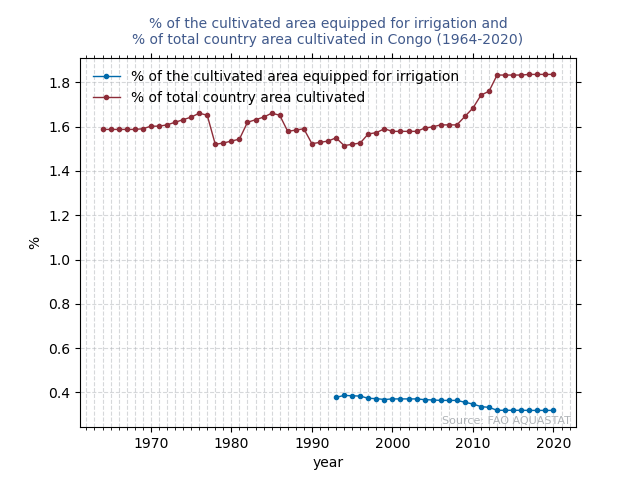 % of the cultivated area equipped for irrigation and
% of total country area cultivated in Congo (1964-2020)
% of the cultivated area equipped for irrigation
% of total country area cultivated
1.8
1.6
1.4
1.2
1.0
0.8
0.6
0.4
%
Source: FAO AQUASTAT
1970 1980 1990 2000 2010 2020
year